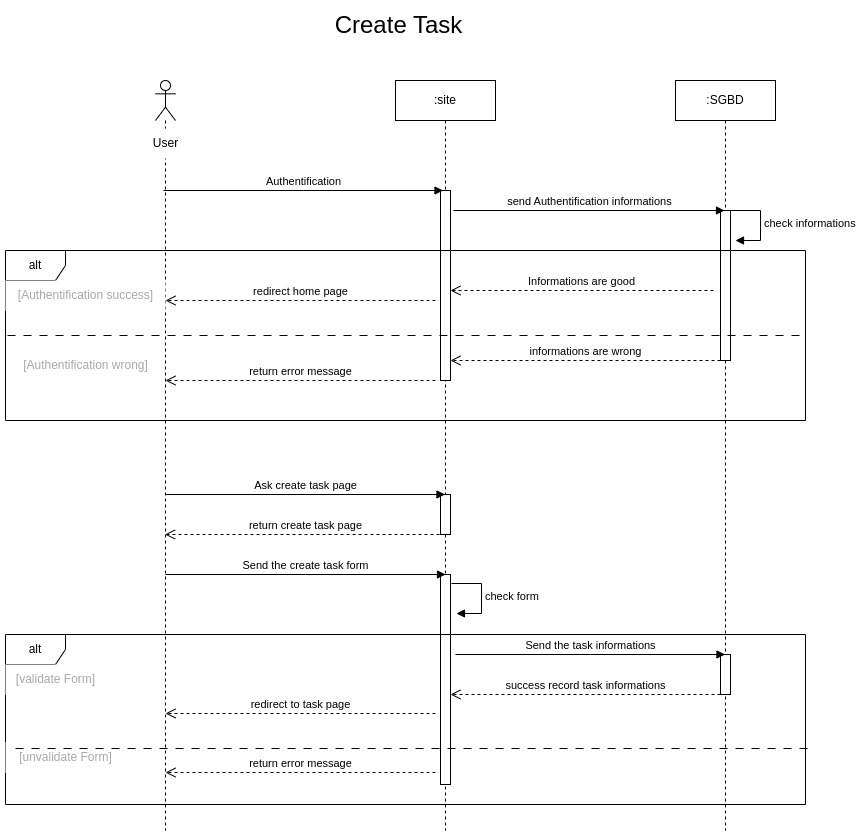 Create Task
User
:site
:SGBD
Authentification
send Authentification informations
check informations
alt
[Authentification success]
Informations are good
redirect home page
informations are wrong
[Authentification wrong]
return error message
Ask create task page
return create task page
Send the create task form
check form
alt
Send the task informations
[validate Form]
success record task informations
redirect to task page
[unvalidate Form]
return error message